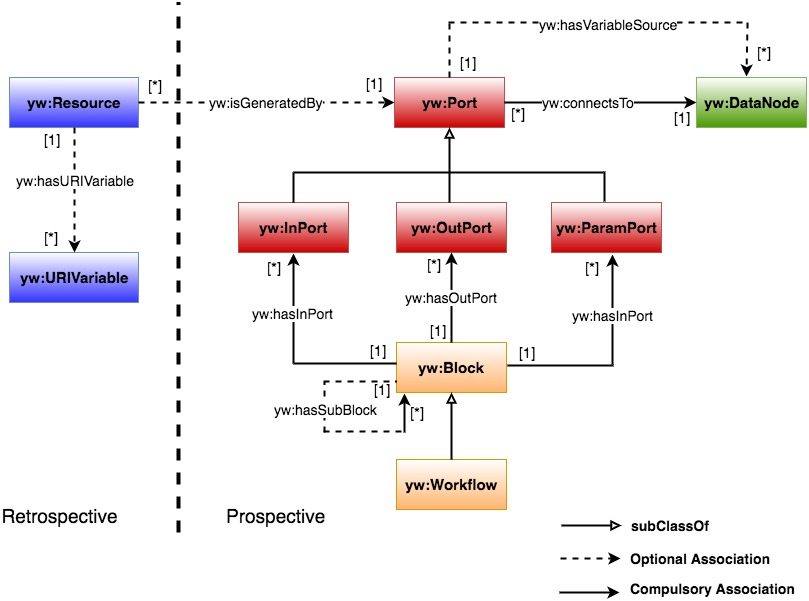 yw:hasVariableSource
[1]
[*]
[*]
[1]
yw:Resource
yw:isGeneratedBy
yw:Port
yw:connectsTo
yw:DataNode
[*]
[1]
[1]
yw:hasURIVariable
[*]
yw:InPort
yw:OutPort
yw:ParamPort
yw:URIVariable
[*]
[*]
[*]
yw:hasInPort
yw:hasOutPort
yw:hasInPort
[1]
[1]
[1]
yw:Block
[1]
yw:hasSubBlock
[*]
yw:Workflow
Retrospective
Prospective
subClassOf
Optional Association
Compulsory Association